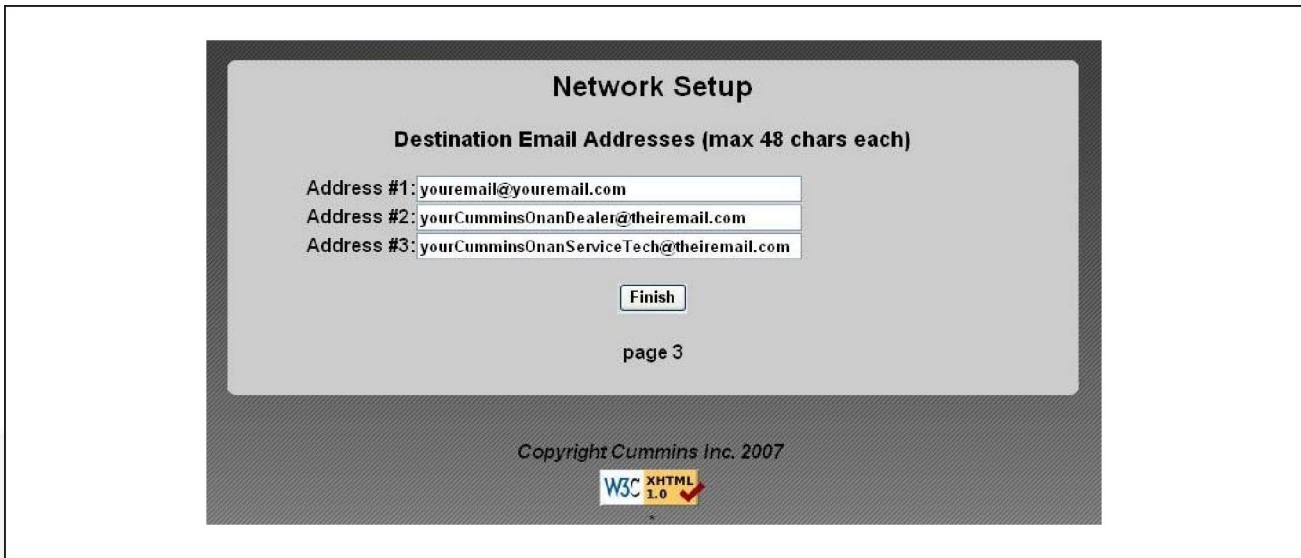 Network Setup
Destination Email Addresses (max 48 chars each)
Address #1: youremail@youremail.com
Address #2: yourCumminsOnanDealer@theiremail.com
Address #3: yourCumminsOnanServiceTech@theiremail.com
Finish
page 3
Copyright Cummins Inc. 2007
W3C XHTML 1.0